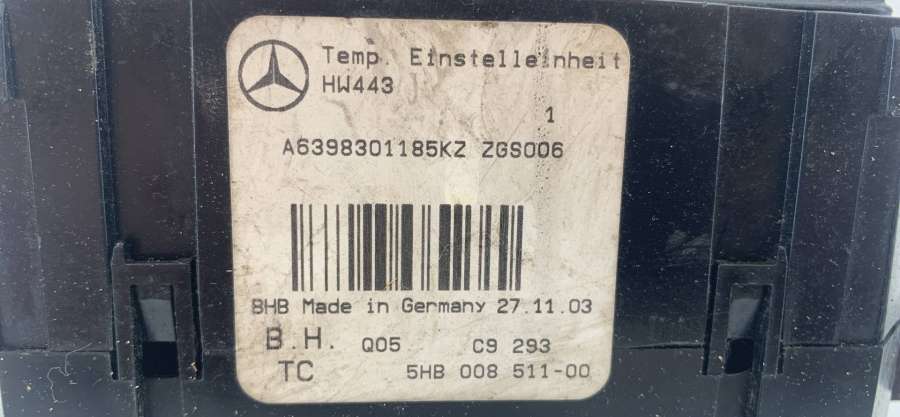 Temp. Einstelleinheit
HW443
1
A6398301185KZ ZGS006
BHB Made in Germany 27.11.03
B.H. Q05 C9 293
TC 5HB 008 511-00